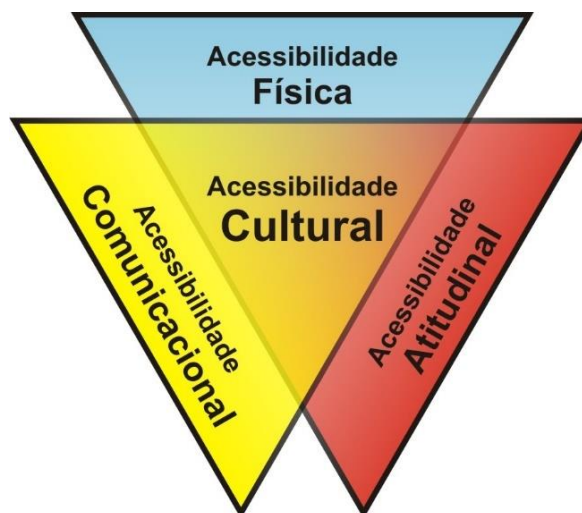 Acessibilidade
Física
Acessibilidade
Cultural
Acessibilidade
Comunicacional
Acessibilidade
Atitudinal